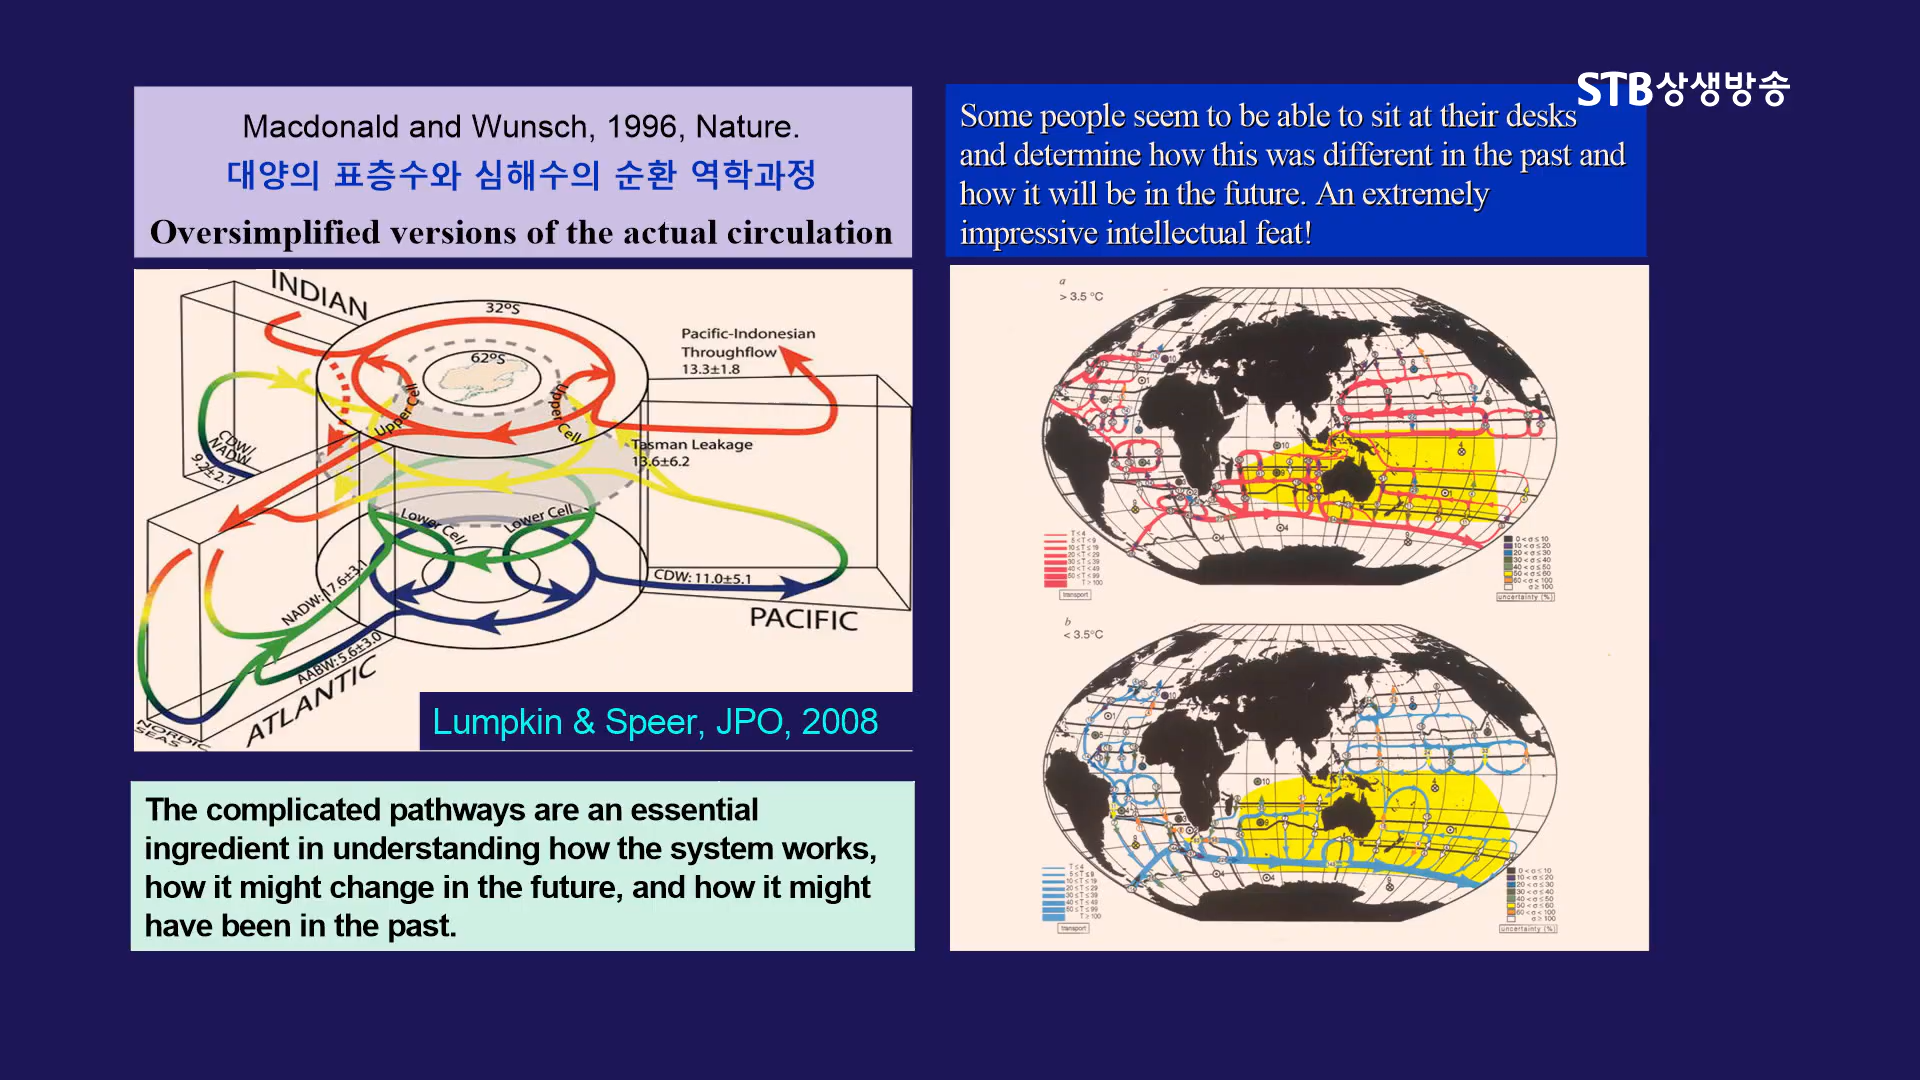 STB상생방송
Macdonald and Wunsch, 1996, Nature.
대양의 표층수와 심해수의 순환 역학과정
Oversimplified versions of the actual circulation
Some people seem to be able to sit at their desks
and determine how this was different in the past and
how it will be in the future. An extremely
impressive intellectual feat!
INDIAN
32ºS
62ºS
Pacific-Indonesian
Throughflow
13.3±1.8
Upper Cell
Upper Cell
Tasman Leakage
13.6±6.2
CDW/
NADW
9.2±2.7
Lower Cell
Lower Cell
NADW:17.6±3.1
CDW: 11.0±5.1
PACIFIC
AABW:5.6±3.0
ATLANTIC
NORDIC
SEAS
Lumpkin & Speer, JPO, 2008
The complicated pathways are an essential
ingredient in understanding how the system works,
how it might change in the future, and how it might
have been in the past.
a
> 3.5 °C
transport
uncertainty (%)
b
< 3.5°C
transport
uncertainty (%)